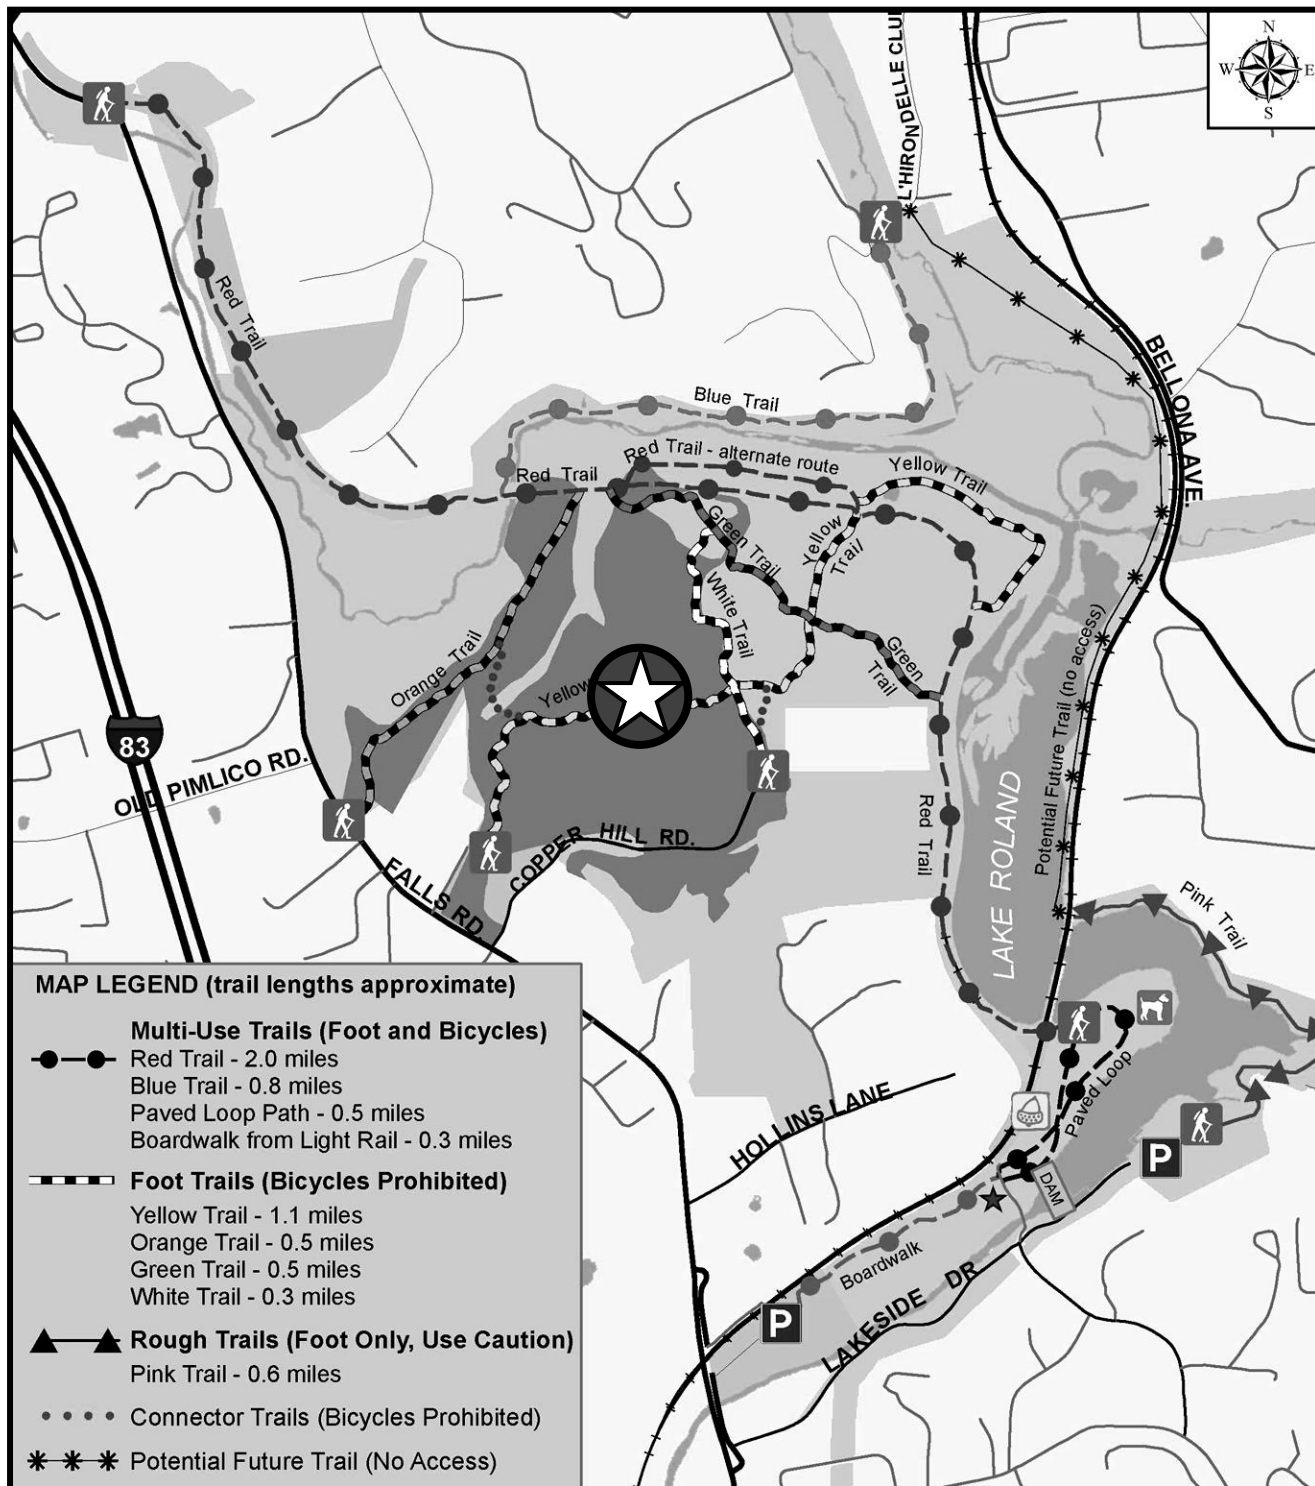 N
W E
S
L'HIRONDELLE CLU
Red Trail
BELLONA AVE.
Blue Trail
Red Trail - alternate route
Red Trail
Yellow Trail
Green Trail
Yellow
Trail
White Trail
Orange Trail
Green
Trail
Yellow
Potential Future Trail (no access)
83
OLD PIMLICO RD.
LAKE ROLAND
Red Trail
COPPER HILL RD.
FALLS RD.
Pink Trail
MAP LEGEND (trail lengths approximate)
Multi-Use Trails (Foot and Bicycles)
Red Trail - 2.0 miles
Blue Trail - 0.8 miles
Paved Loop Path - 0.5 miles
Boardwalk from Light Rail - 0.3 miles
Foot Trails (Bicycles Prohibited)
Yellow Trail - 1.1 miles
Orange Trail - 0.5 miles
Green Trail - 0.5 miles
White Trail - 0.3 miles
Rough Trails (Foot Only, Use Caution)
Pink Trail - 0.6 miles
Connector Trails (Bicycles Prohibited)
Potential Future Trail (No Access)
Paved Loop
HOLLINS LANE
P
DAM
Boardwalk
LAKESIDE DR
P